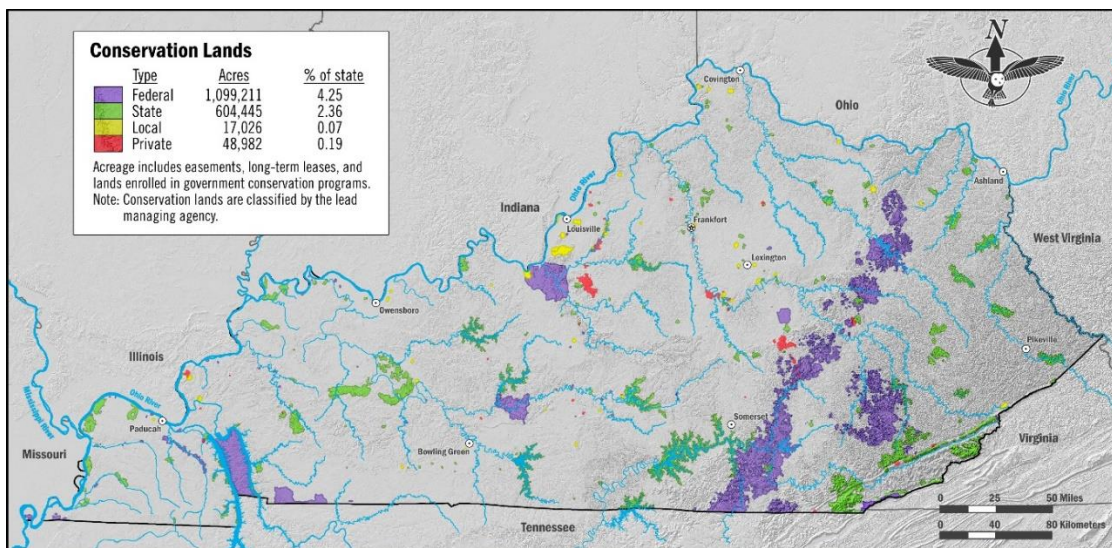 Conservation Lands
Type Acres % of state
Federal 1,099,211 4.25
State 604,445 2.36
Local 17,026 0.07
Private 48,982 0.19
Acreage includes easements, long-term leases, and
lands enrolled in government conservation programs.
Note: Conservation lands are classified by the lead
managing agency.
N
Covington
Ohio
Ohio River
Ashland
Ohio River
Indiana
Louisville
Frankfort
West Virginia
Lexington
Owensboro
Illinois
Pikeville
Mississippi River
Ohio River
Paducah
Somerset
Missouri
Bowling Green
Virginia
0 25 50 Miles
Tennessee
0 40 80 Kilometers